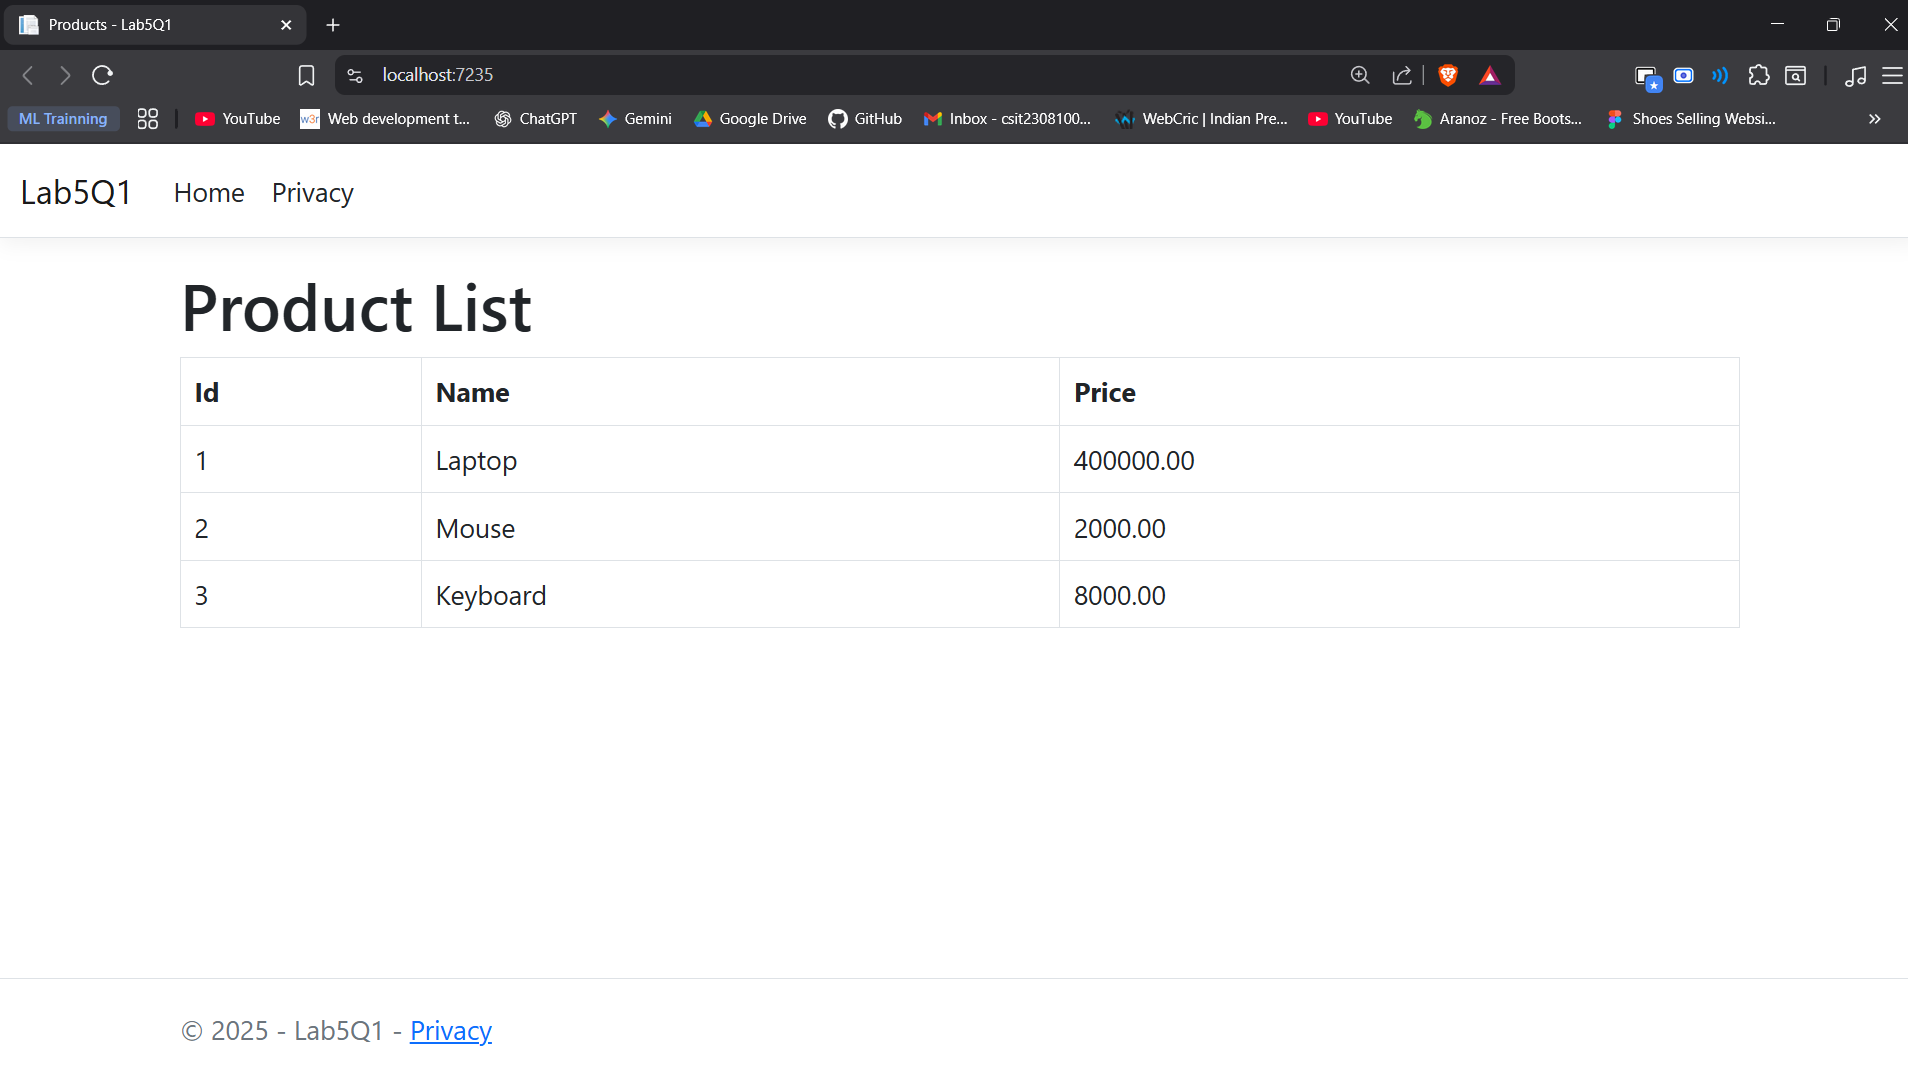 Products - Lab5Q1
localhost:7235
ML Trainning YouTube w3r Web development t... ChatGPT Gemini Google Drive GitHub Inbox - csit2308100... WebCric | Indian Pre... YouTube Aranoz - Free Boots... Shoes Selling Websi...
Lab5Q1 Home Privacy
Product List
Id Name Price
1 Laptop 400000.00
2 Mouse 2000.00
3 Keyboard 8000.00
© 2025 - Lab5Q1 - Privacy